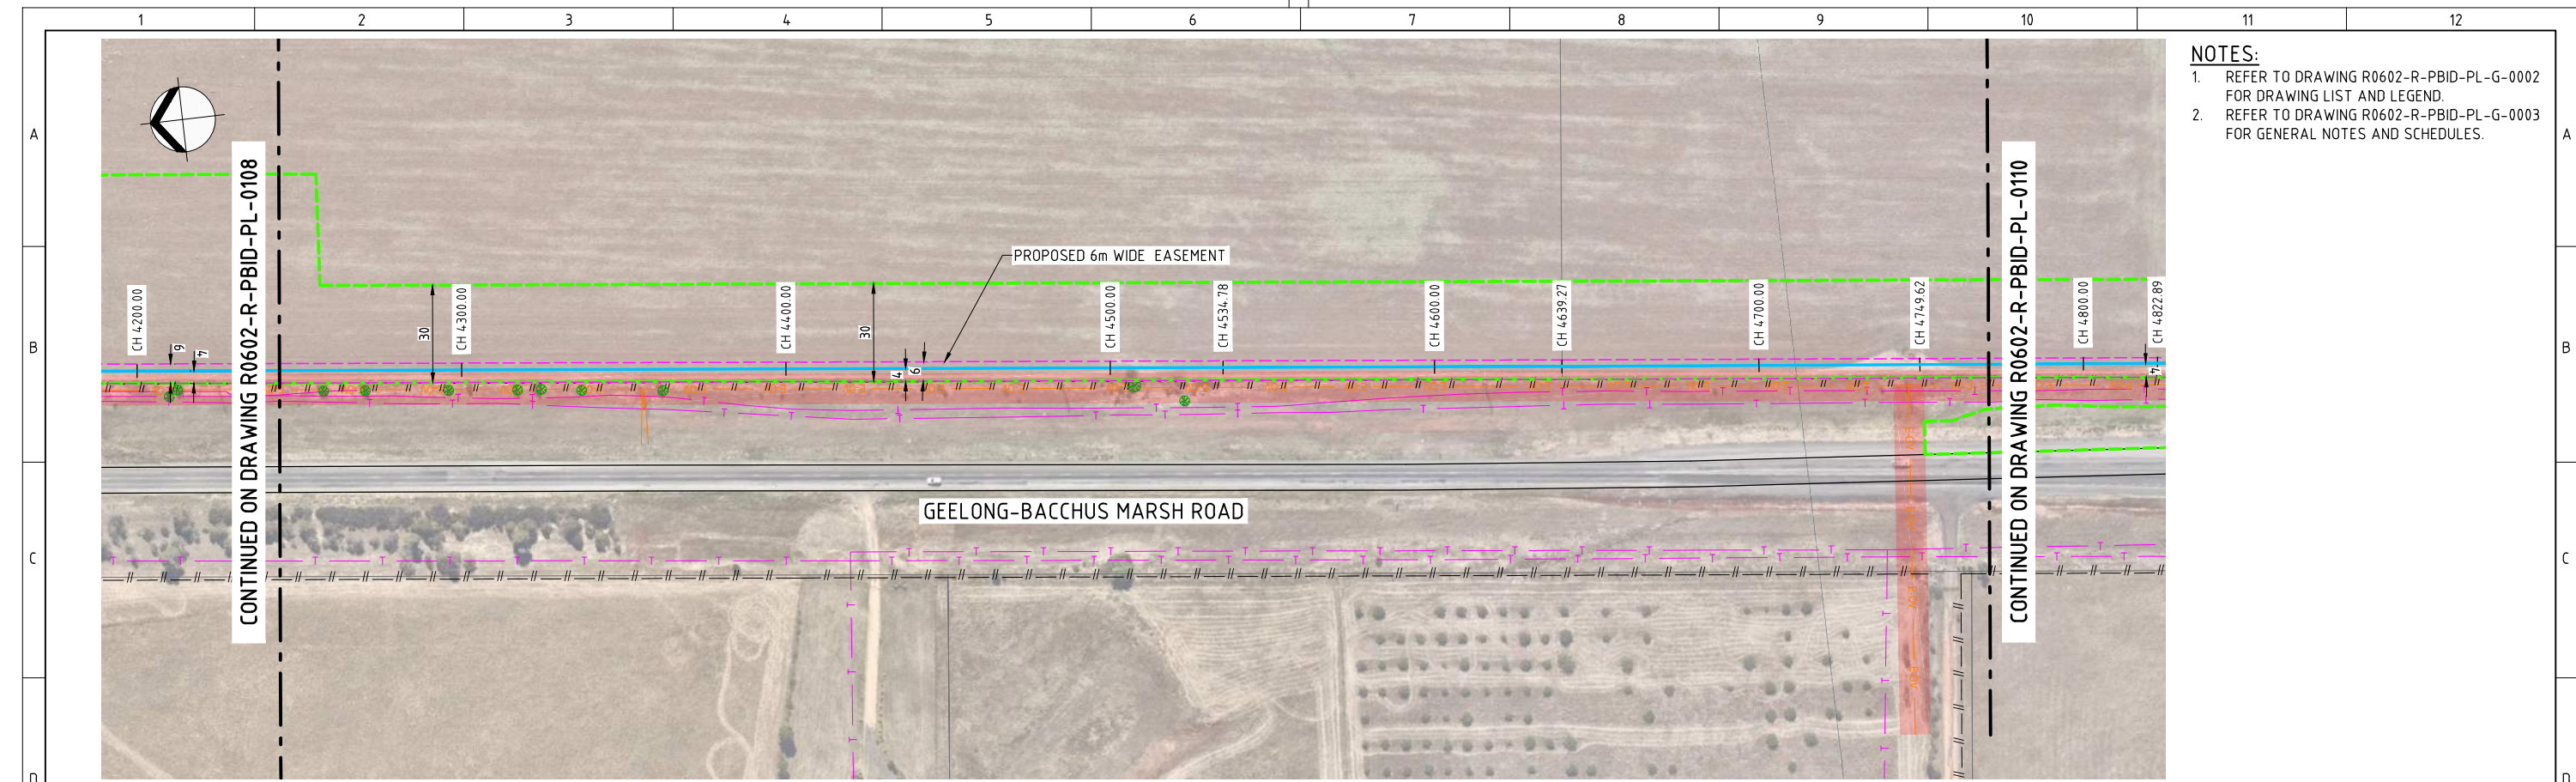 1 2 3 4 5 6 7 8 9 10 11 12
NOTES:
1. REFER TO DRAWING R0602-R-PBID-PL-G-0002
FOR DRAWING LIST AND LEGEND.
2. REFER TO DRAWING R0602-R-PBID-PL-G-0003
FOR GENERAL NOTES AND SCHEDULES.
A A
CONTINUED ON DRAWING R0602-R-PBID-PL-0108
CONTINUED ON DRAWING R0602-R-PBID-PL-0110
PROPOSED 6m WIDE EASEMENT
CH 4200.00
CH 4300.00
CH 4400.00
CH 4500.00
CH 4534.78
CH 4600.00
CH 4639.27
CH 4700.00
CH 4749.62
CH 4800.00
CH 4822.89
30
30
B B
6
4
4
6
4
GEELONG-BACCHUS MARSH ROAD
C C
D D